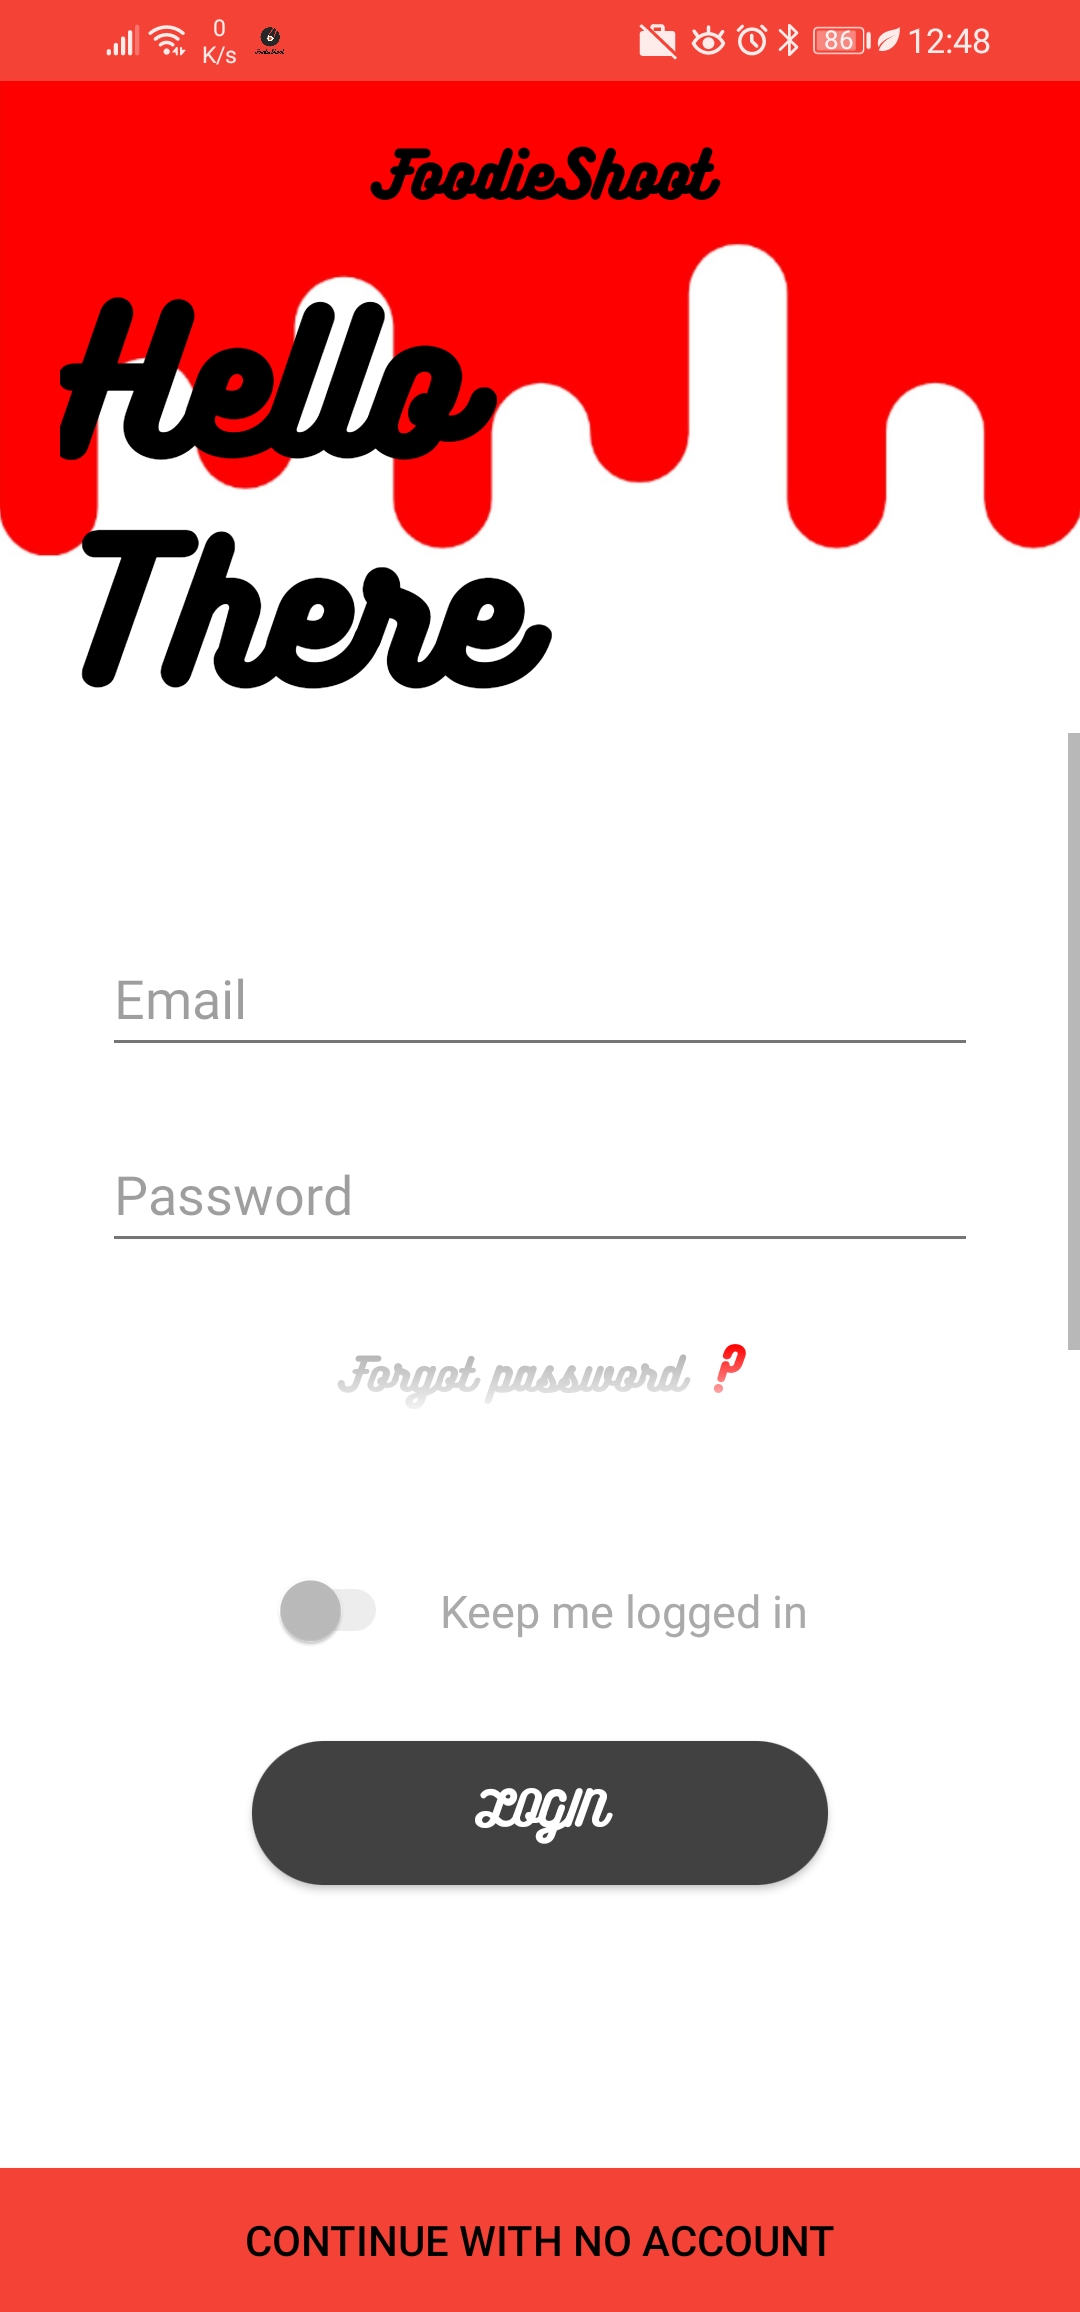 0
K/s
86
12:48
FoodieShoot
Hello
There
Email
Password
Forgot password ?
Keep me logged in
LOGIN
CONTINUE WITH NO ACCOUNT